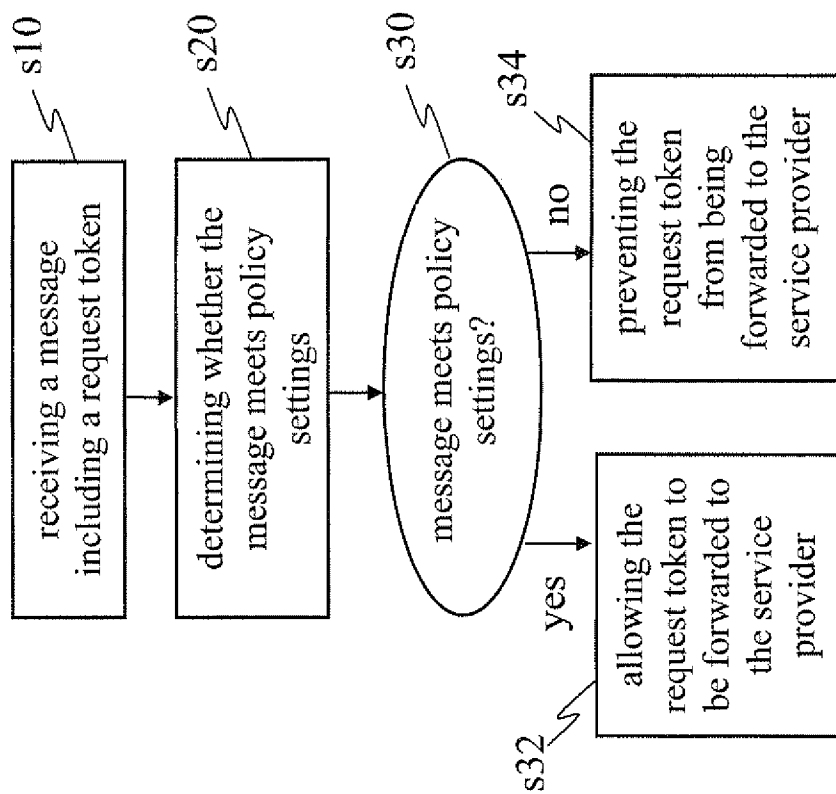 receiving a message
including a request token
s10
determining whether the
message meets policy
settings
s20
message meets policy
settings?
s30
yes
no
allowing the
request token to
be forwarded to
the service
provider
s32
preventing the
request token
from being
forwarded to the
service provider
s34